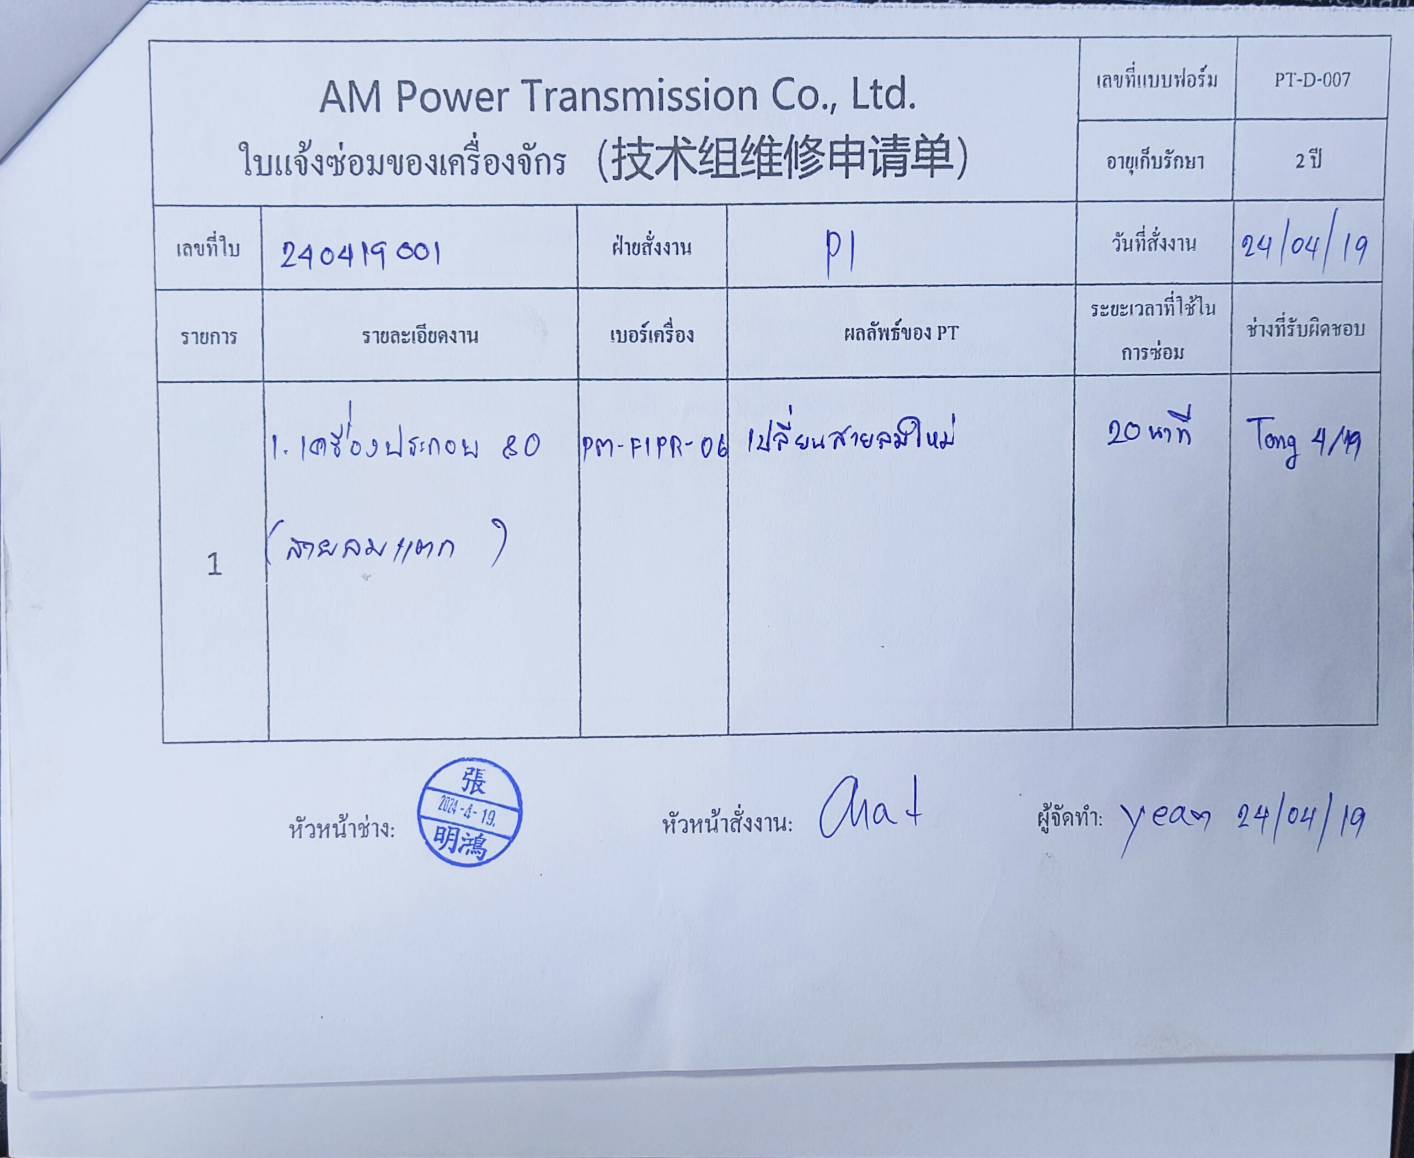 AM Power Transmission Co., Ltd.
ใบแจ้งซ่อมของเครื่องจักร (技术组维修申请单)
เลขที่แบบฟอร์ม PT-D-007
อายุเก็บรักษา 2 ปี
เลขที่ใบ 240419001 ฝ่ายสั่งงาน P1 วันที่สั่งงาน 24/04/19
รายการ รายละเอียดงาน เบอร์เครื่อง ผลลัพธ์ของ PT ระยะเวลาที่ใช้ใน ช่างที่รับผิดชอบ
การซ่อม
1. เครื่องประกอบ 80 PM-F1PR-06 เปลี่ยนสายลมใหม่ 20 นาที Tong 4/19
(สายลมแตก)
1
หัวหน้าช่าง: 張 2024-4-19. 明鴻
หัวหน้าสั่งงาน: Chat
ผู้จัดทำ: yean 24/04/19